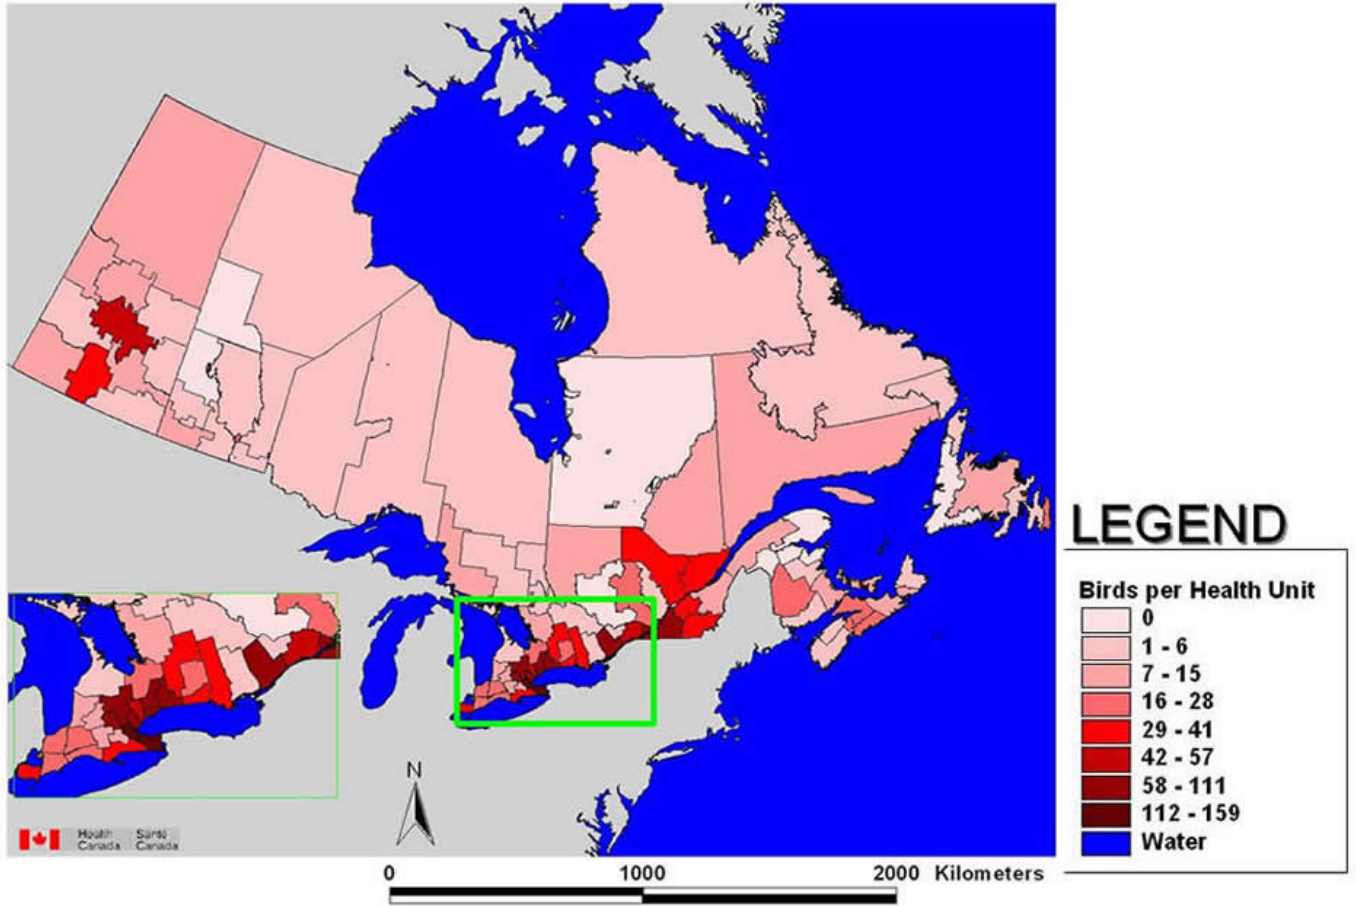 LEGEND
Birds per Health Unit
0
1 - 6
7 - 15
16 - 28
29 - 41
42 - 57
58 - 111
112 - 159
Water
N
Health Santé
Canada Canada
0 1000 2000 Kilometers